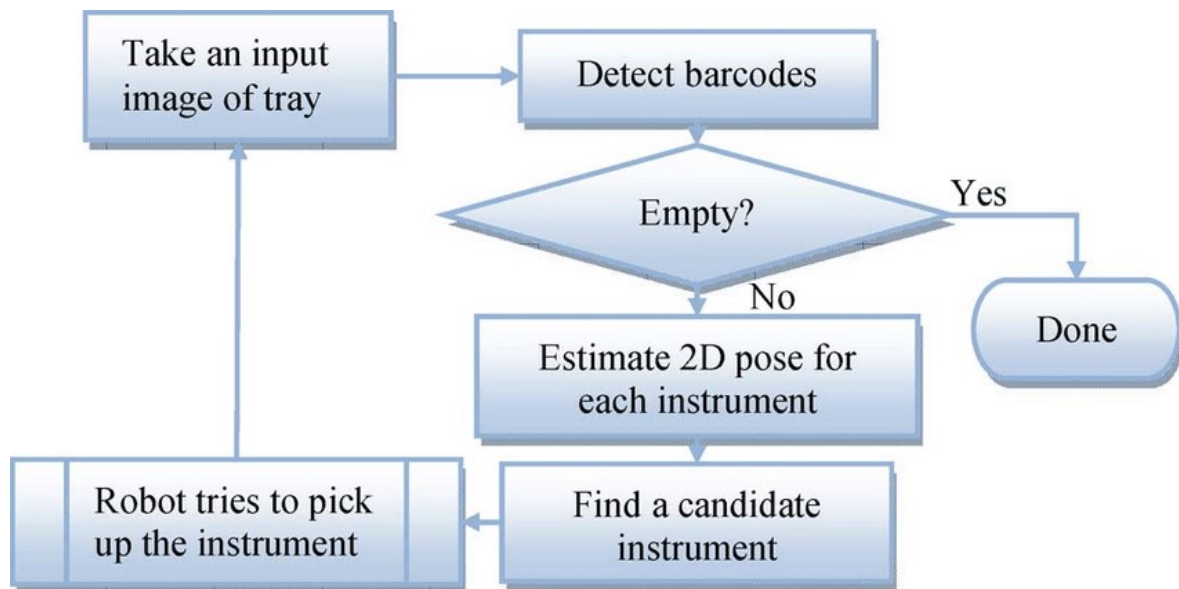 Take an input
image of tray
Detect barcodes
Empty?
Yes
No
Done
Estimate 2D pose for
each instrument
Find a candidate
instrument
Robot tries to pick
up the instrument